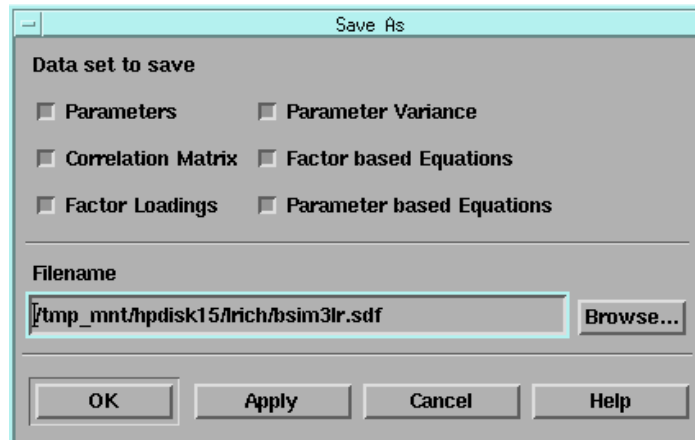 Save As
Data set to save
Parameters Parameter Variance
Correlation Matrix Factor based Equations
Factor Loadings Parameter based Equations
Filename
/tmp_mnt/hpdisk15/lrich/bsim3lr.sdf Browse...
OK Apply Cancel Help